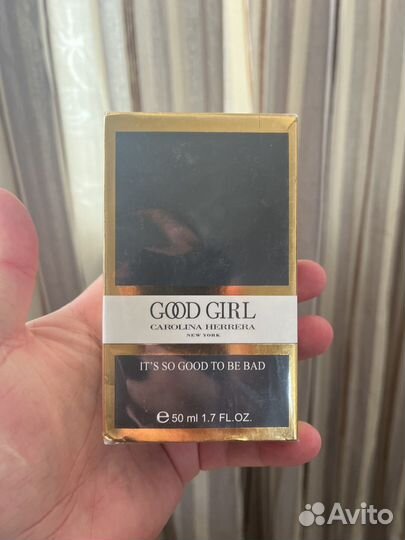 GOOD GIRL
CAROLINA HERRERA
NEW YORK
IT'S SO GOOD TO BE BAD
e 50 ml 1.7 FL.OZ.
Avito